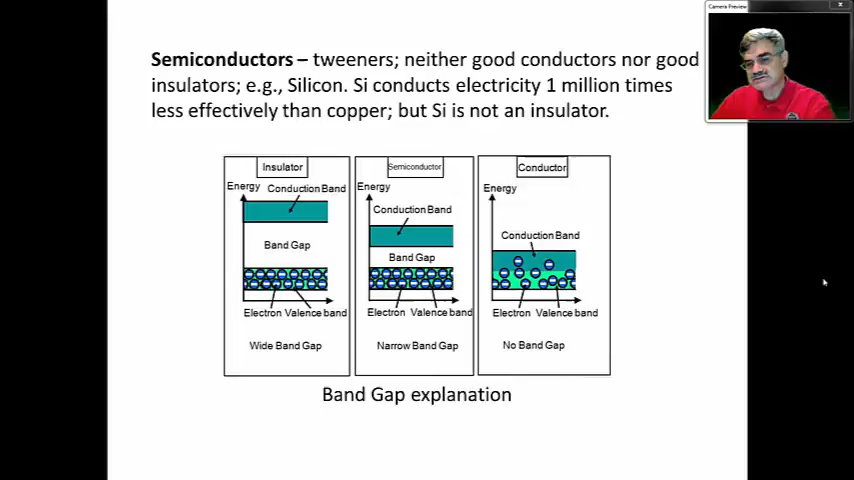 Camera Preview
Semiconductors – tweeners; neither good conductors nor good
insulators; e.g., Silicon. Si conducts electricity 1 million times
less effectively than copper; but Si is not an insulator.
Insulator
Energy
Conduction Band
Band Gap
Electron Valence band
Wide Band Gap
Semiconductor
Energy
Conduction Band
Band Gap
Electron Valence band
Narrow Band Gap
Conductor
Energy
Conduction Band
Electron Valence band
No Band Gap
Band Gap explanation